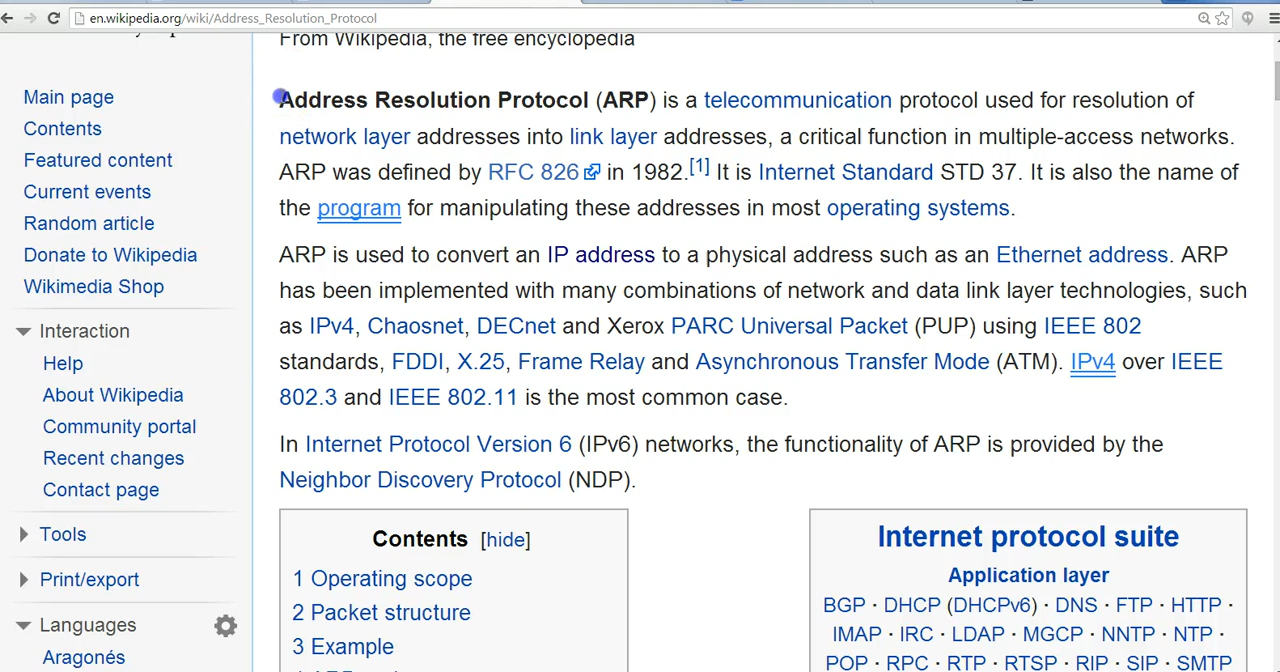 en.wikipedia.org/wiki/Address_Resolution_Protocol
From Wikipedia, the free encyclopedia
Main page
Contents
Featured content
Current events
Random article
Donate to Wikipedia
Wikimedia Shop
Interaction
Help
About Wikipedia
Community portal
Recent changes
Contact page
Tools
Print/export
Languages
Aragonés
Address Resolution Protocol (ARP) is a telecommunication protocol used for resolution of
network layer addresses into link layer addresses, a critical function in multiple-access networks.
ARP was defined by RFC 826 in 1982.[1] It is Internet Standard STD 37. It is also the name of
the program for manipulating these addresses in most operating systems.
ARP is used to convert an IP address to a physical address such as an Ethernet address. ARP
has been implemented with many combinations of network and data link layer technologies, such
as IPv4, Chaosnet, DECnet and Xerox PARC Universal Packet (PUP) using IEEE 802
standards, FDDI, X.25, Frame Relay and Asynchronous Transfer Mode (ATM). IPv4 over IEEE
802.3 and IEEE 802.11 is the most common case.
In Internet Protocol Version 6 (IPv6) networks, the functionality of ARP is provided by the
Neighbor Discovery Protocol (NDP).
Contents [hide]
1 Operating scope
2 Packet structure
3 Example
Internet protocol suite
Application layer
BGP · DHCP (DHCPv6) · DNS · FTP · HTTP ·
IMAP · IRC · LDAP · MGCP · NNTP · NTP ·
POP · RPC · RTP · RTSP · RIP · SIP · SMTP